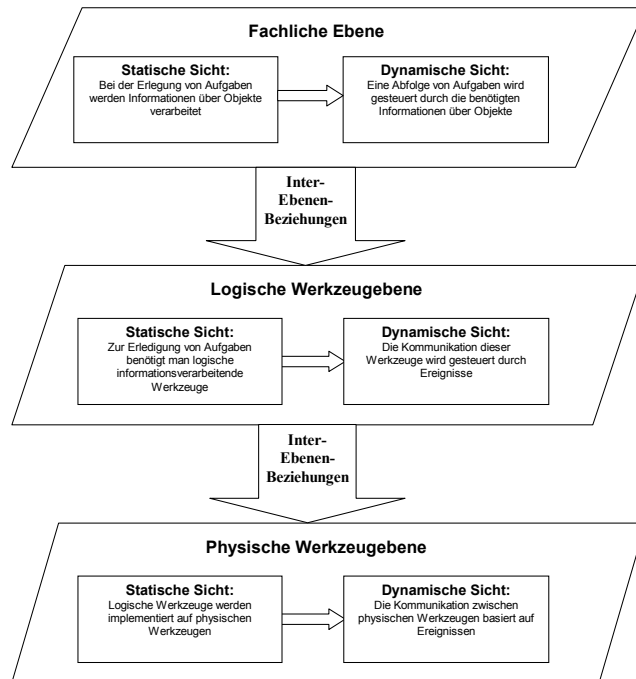 Fachliche Ebene
Statische Sicht:
Bei der Erlegung von Aufgaben
werden Informationen über Objekte
verarbeitet
Dynamische Sicht:
Eine Abfolge von Aufgaben wird
gesteuert durch die benötigten
Informationen über Objekte
Inter-
Ebenen-
Beziehungen
Logische Werkzeugebene
Statische Sicht:
Zur Erledigung von Aufgaben
benötigt man logische
informationsverarbeitende
Werkzeuge
Dynamische Sicht:
Die Kommunikation dieser
Werkzeuge wird gesteuert durch
Ereignisse
Inter-
Ebenen-
Beziehungen
Physische Werkzeugebene
Statische Sicht:
Logische Werkzeuge werden
implementiert auf physischen
Werkzeugen
Dynamische Sicht:
Die Kommunikation zwischen
physischen Werkzeugen basiert auf
Ereignissen